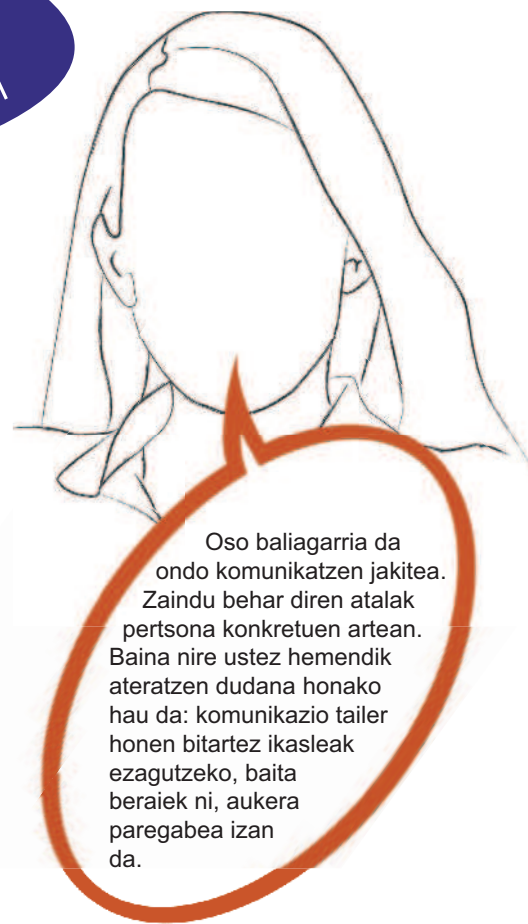 Oso baliagarria da
ondo komunikatzen jakitea.
Zaindu behar diren atalak
pertsona konkretuen artean.
Baina nire ustez hemendik
ateratzen dudana honako
hau da: komunikazio tailer
honen bitartez ikasleak
ezagutzeko, baita
beraiek ni, aukera
paregabea izan
da.